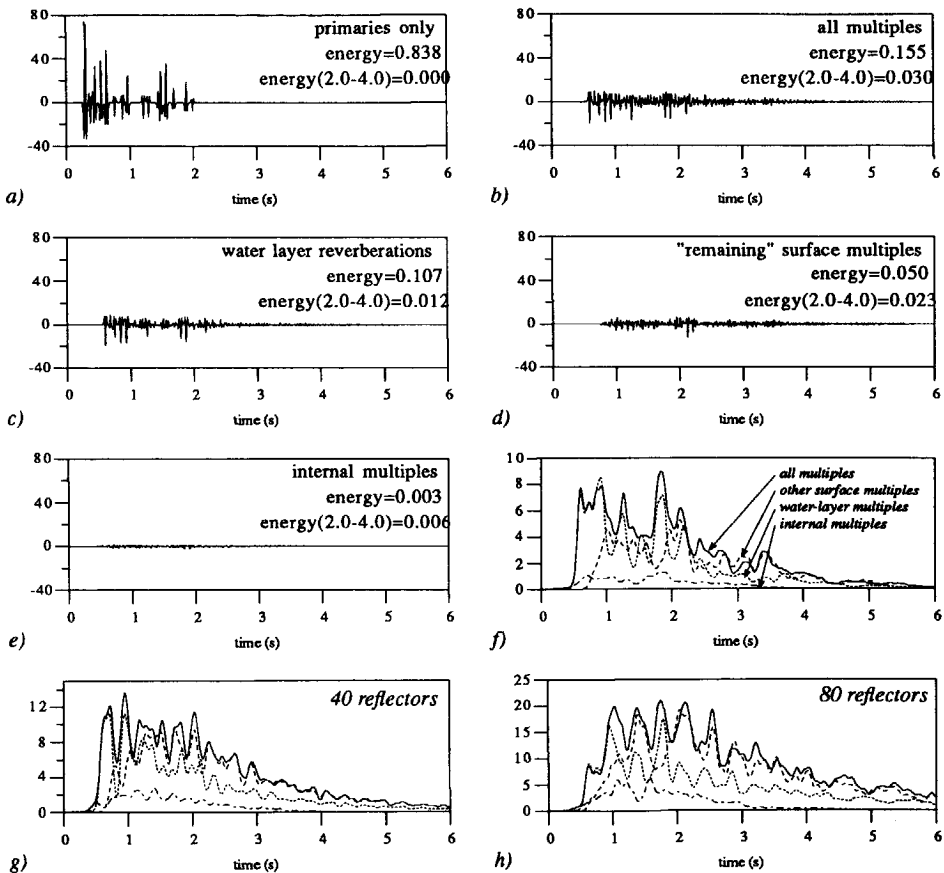 80
40
0
-40
primaries only
energy=0.838
energy(2.0-4.0)=0.000
0 1 2 3 4 5 6
a)
time (s)
80
40
0
-40
all multiples
energy=0.155
energy(2.0-4.0)=0.030
0 1 2 3 4 5 6
b)
time (s)
80
40
0
-40
water layer reverberations
energy=0.107
energy(2.0-4.0)=0.012
0 1 2 3 4 5 6
c)
time (s)
80
40
0
-40
"remaining" surface multiples
energy=0.050
energy(2.0-4.0)=0.023
0 1 2 3 4 5 6
d)
time (s)
80
40
0
-40
internal multiples
energy=0.003
energy(2.0-4.0)=0.006
0 1 2 3 4 5 6
e)
time (s)
10
8
6
4
2
0
all multiples
other surface multiples
water-layer multiples
internal multiples
0 1 2 3 4 5 6
f)
time (s)
12
8
4
0
40 reflectors
0 1 2 3 4 5 6
g)
time (s)
25
20
15
10
5
0
80 reflectors
0 1 2 3 4 5 6
h)
time (s)